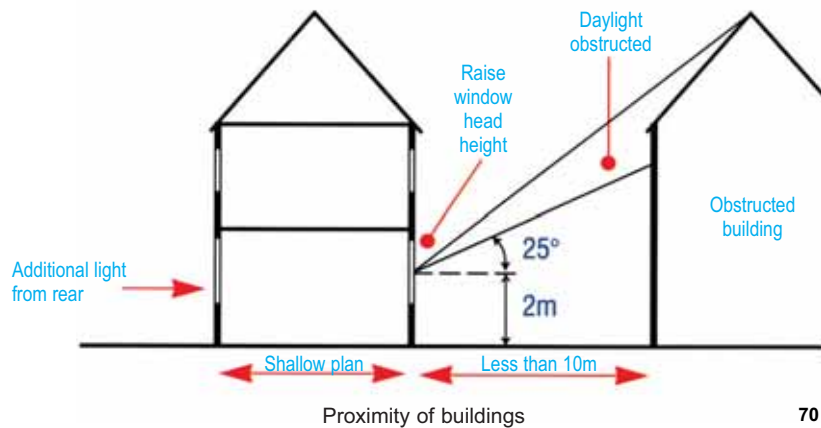 Daylight
obstructed
Raise
window
head
height
Obstructed
building
25°
Additional light
from rear
2m
Shallow plan
Less than 10m
Proximity of buildings
70